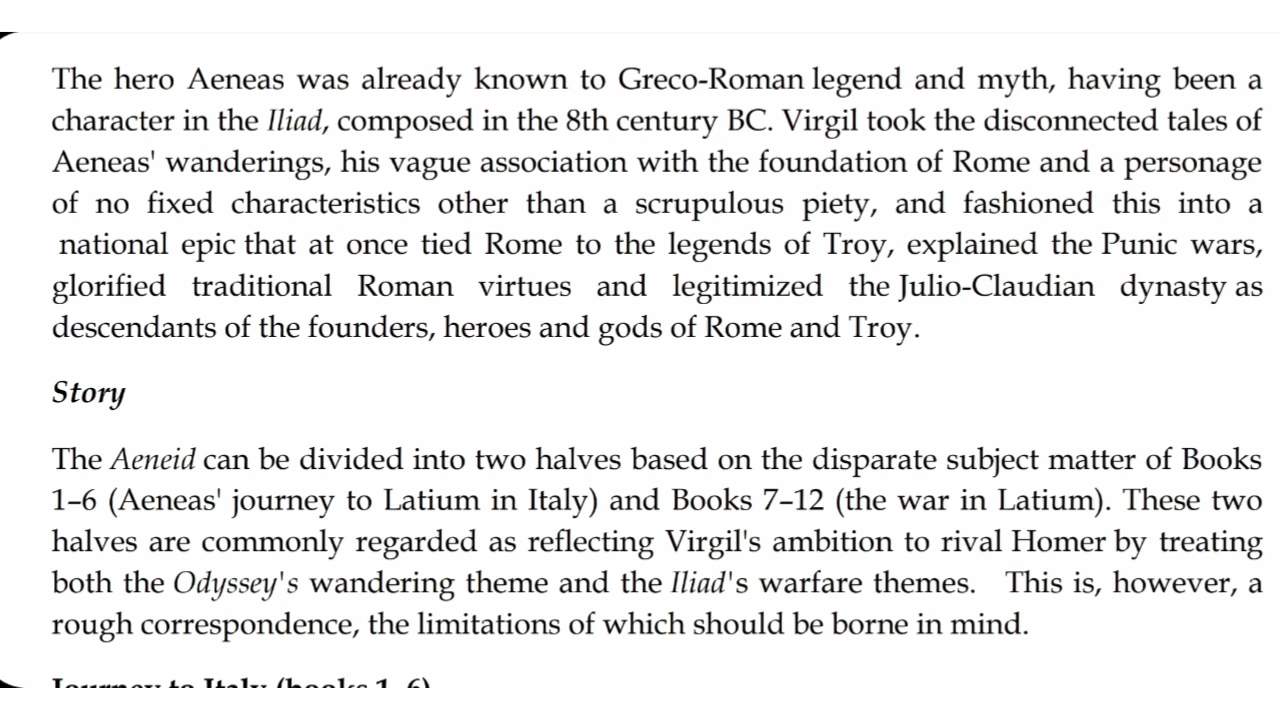 The hero Aeneas was already known to Greco-Roman legend and myth, having been a
character in the Iliad, composed in the 8th century BC. Virgil took the disconnected tales of
Aeneas' wanderings, his vague association with the foundation of Rome and a personage
of no fixed characteristics other than a scrupulous piety, and fashioned this into a
national epic that at once tied Rome to the legends of Troy, explained the Punic wars,
glorified traditional Roman virtues and legitimized the Julio-Claudian dynasty as
descendants of the founders, heroes and gods of Rome and Troy.
Story
The Aeneid can be divided into two halves based on the disparate subject matter of Books
1–6 (Aeneas' journey to Latium in Italy) and Books 7–12 (the war in Latium). These two
halves are commonly regarded as reflecting Virgil's ambition to rival Homer by treating
both the Odyssey's wandering theme and the Iliad's warfare themes. This is, however, a
rough correspondence, the limitations of which should be borne in mind.
Journey to Italy (books 1–6)